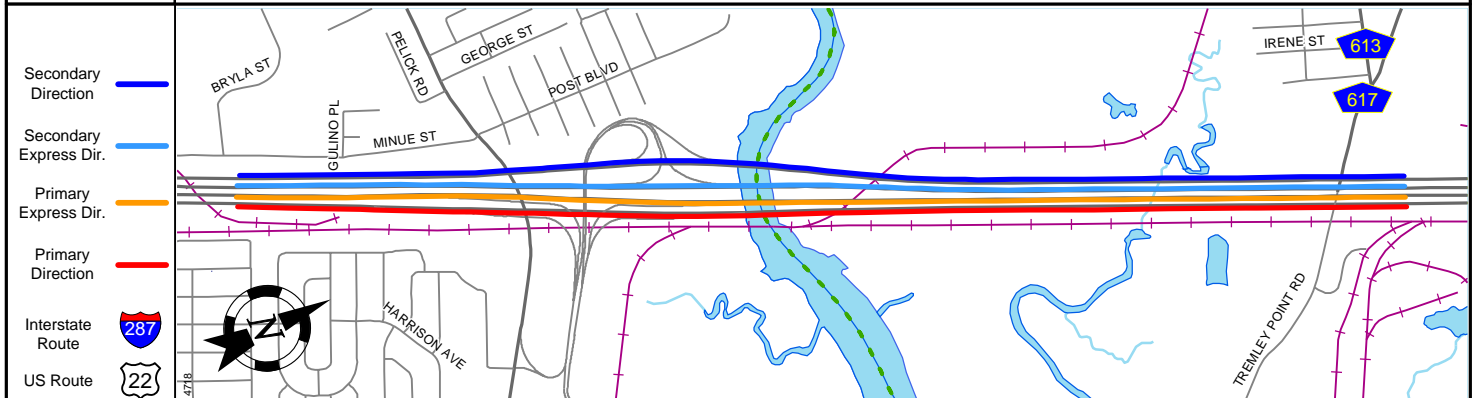 Secondary
Direction
Secondary
Express Dir.
Primary
Express Dir.
Primary
Direction
Interstate
Route
287
US Route
22
BRYLA ST
PELICK RD
GEORGE ST
POST BLVD
GULINO PL
MINUE ST
IRENE ST
613
617
HARRISON AVE
TREMLEY POINT RD
N
4718